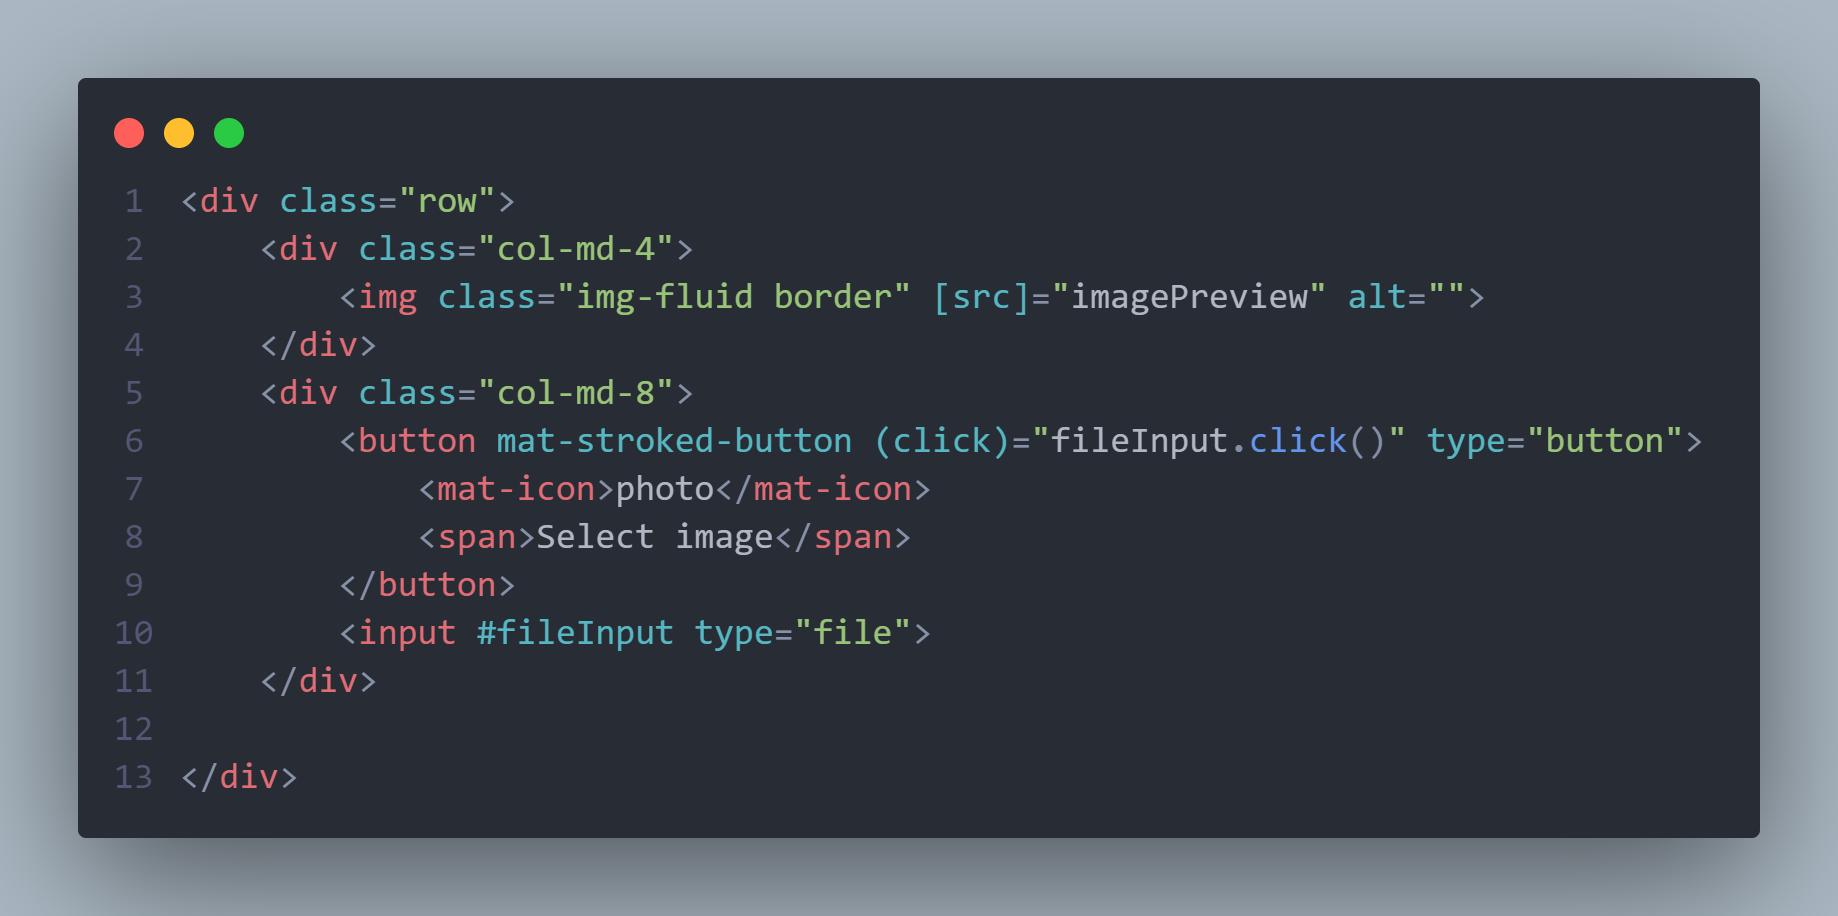 1 <div class="row">
2     <div class="col-md-4">
3         <img class="img-fluid border" [src]="imagePreview" alt="">
4     </div>
5     <div class="col-md-8">
6         <button mat-stroked-button (click)="fileInput.click()" type="button">
7             <mat-icon>photo</mat-icon>
8             <span>Select image</span>
9         </button>
10         <input #fileInput type="file">
11     </div>
12
13 </div>